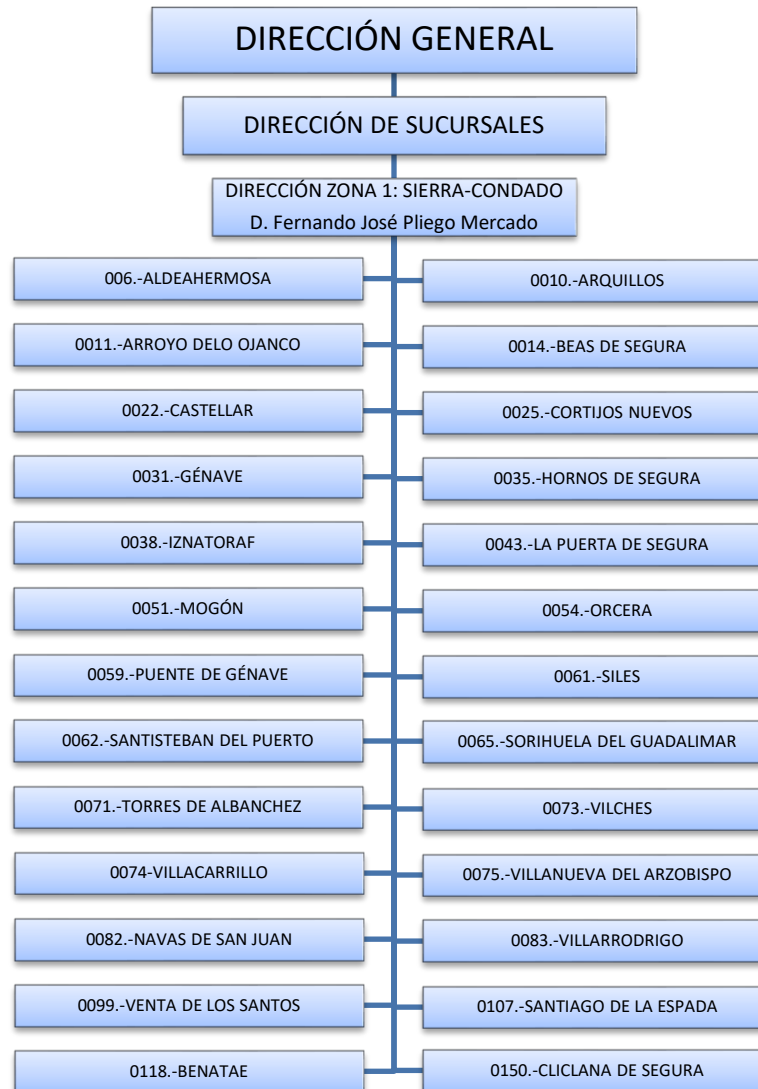 DIRECCIÓN GENERAL
DIRECCIÓN DE SUCURSALES
DIRECCIÓN ZONA 1: SIERRA-CONDADO
D. Fernando José Pliego Mercado
006.-ALDEAHERMOSA
0010.-ARQUILLOS
0011.-ARROYO DELO OJANCO
0014.-BEAS DE SEGURA
0022.-CASTELLAR
0025.-CORTIJOS NUEVOS
0031.-GÉNAVE
0035.-HORNOS DE SEGURA
0038.-IZNATORAF
0043.-LA PUERTA DE SEGURA
0051.-MOGÓN
0054.-ORCERA
0059.-PUENTE DE GÉNAVE
0061.-SILES
0062.-SANTISTEBAN DEL PUERTO
0065.-SORIHUELA DEL GUADALIMAR
0071.-TORRES DE ALBANCHEZ
0073.-VILCHES
0074-VILLACARRILLO
0075.-VILLANUEVA DEL ARZOBISPO
0082.-NAVAS DE SAN JUAN
0083.-VILLARRODRIGO
0099.-VENTA DE LOS SANTOS
0107.-SANTIAGO DE LA ESPADA
0118.-BENATAE
0150.-CLICLANA DE SEGURA